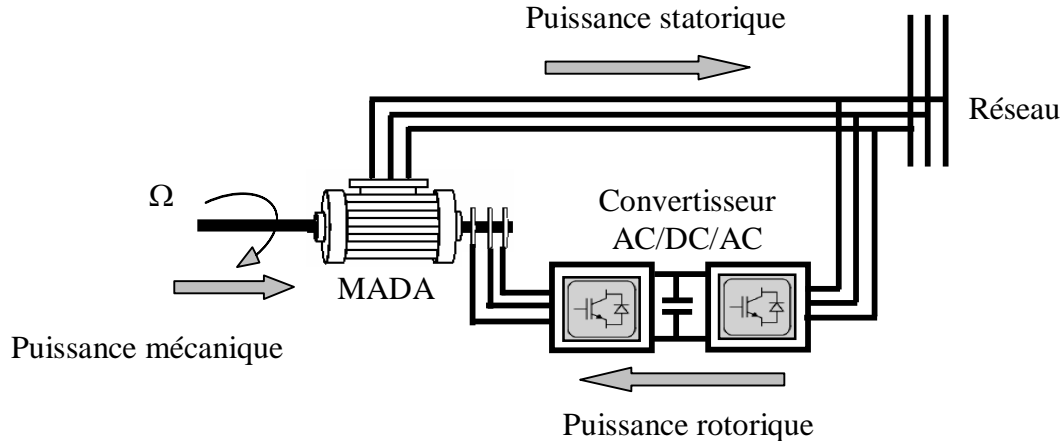 Puissance statorique
Réseau
Ω
Convertisseur
AC/DC/AC
MADA
Puissance mécanique
Puissance rotorique